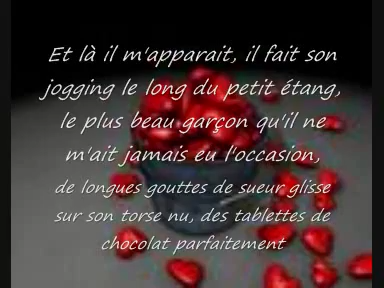 Et là il m'apparait, il fait son
jogging le long du petit étang,
le plus beau garçon qu'il ne
m'ait jamais eu l'occasion,
de longues gouttes de sueur glisse
sur son torse nu, des tablettes de
chocolat parfaitement